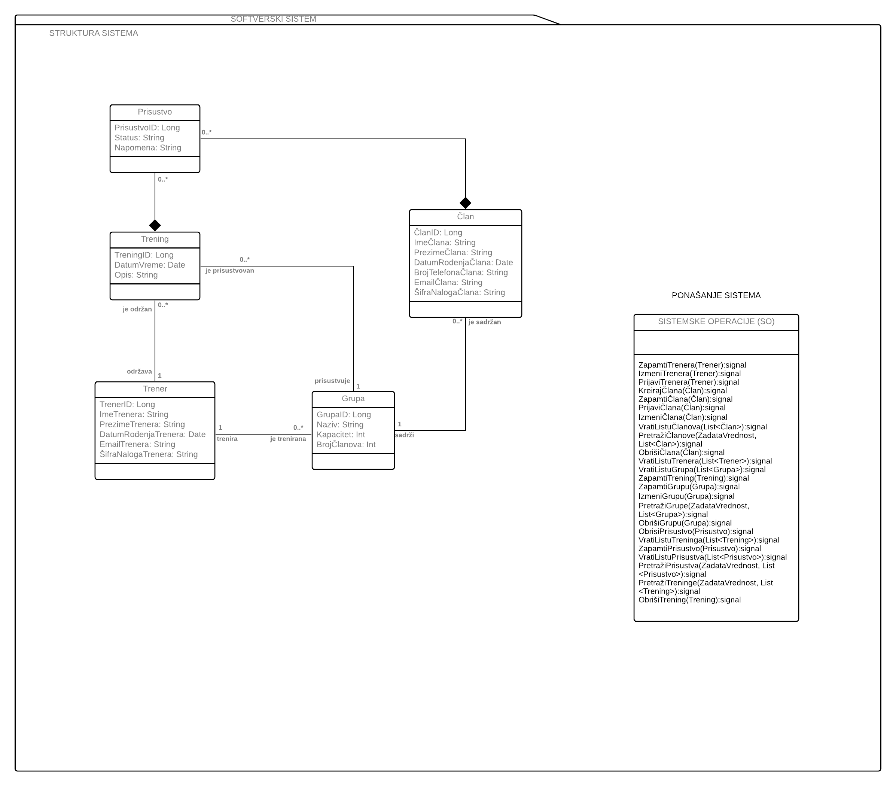 SOFTVERSKI SISTEM
STRUKTURA SISTEMA
Prisustvo
PrisustvoID: Long
Status: String
Napomena: String
0..*
0..*
Član
ČlanID: Long
ImeČlana: String
PrezimeČlana: String
DatumRođenjaČlana: Date
BrojTelefonaČlana: String
EmailČlana: String
ŠifraNalogaČlana: String
0..*
je sadržan
Trening
TreningID: Long
DatumVreme: Date
Opis: String
0..*
je prisustvovan
0..*
je održan
održava
1
prisustvuje
1
Trener
TrenerID: Long
ImeTrenera: String
PrezimeTrenera: String
DatumRođenjaTrenera: Date
EmailTrenera: String
ŠifraNalogaTrenera: String
1
trenira
0..*
je trenirana
Grupa
GrupaID: Long
Naziv: String
Kapacitet: Int
BrojČlanova: Int
1
sadrži
PONAŠANJE SISTEMA
SISTEMSKE OPERACIJE (SO)
ZapamtiTrenera(Trener):signal
IzmeniTrenera(Trener):signal
PrijaviTrenera(Trener):signal
KreirajČlana(Član):signal
ZapamtiČlana(Član):signal
PrijaviČlana(Član):signal
IzmeniČlana(Član):signal
VratiListuČlanova(List<Član>):signal
PretražiČlanove(ZadataVrednost,
List<Član>):signal
ObrišiČlana(Član):signal
VratiListuTrenera(List<Trener>):signal
VratiListuGrupa(List<Grupa>):signal
ZapamtiTrening(Trening):signal
ZapamtiGrupu(Grupa):signal
IzmeniGrupu(Grupa):signal
PretražiGrupe(ZadataVrednost,
List<Grupa>):signal
ObrišiGrupu(Grupa):signal
ObrisiPrisustvo(Prisustvo):signal
VratiListuTreninga(List<Trening>):signal
ZapamtiPrisustvo(Prisustvo):signal
VratiListuPrisustva(List<Prisustvo>):signal
PretražiPrisustva(ZadataVrednost, List
<Prisustvo>):signal
PretražiTreninge(ZadataVrednost, List
<Trening>):signal
ObrišiTrening(Trening):signal